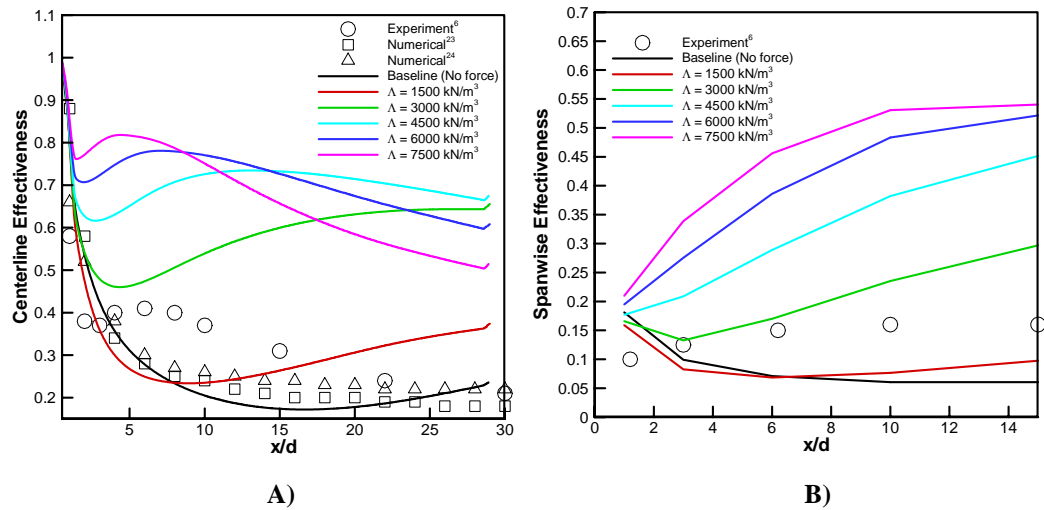 1.1
1
0.9
0.8
0.7
0.6
0.5
0.4
0.3
0.2
Centerline Effectiveness
5
10
15
20
25
30
x/d
Experiment⁶
Numerical²³
Numerical²⁴
Baseline (No force)
Λ = 1500 kN/m³
Λ = 3000 kN/m³
Λ = 4500 kN/m³
Λ = 6000 kN/m³
Λ = 7500 kN/m³
A)
0.7
0.65
0.6
0.55
0.5
0.45
0.4
0.35
0.3
0.25
0.2
0.15
0.1
0.05
0
Spanwise Effectiveness
0
2
4
6
8
10
12
14
x/d
Experiment⁶
Baseline (No force)
Λ = 1500 kN/m³
Λ = 3000 kN/m³
Λ = 4500 kN/m³
Λ = 6000 kN/m³
Λ = 7500 kN/m³
B)